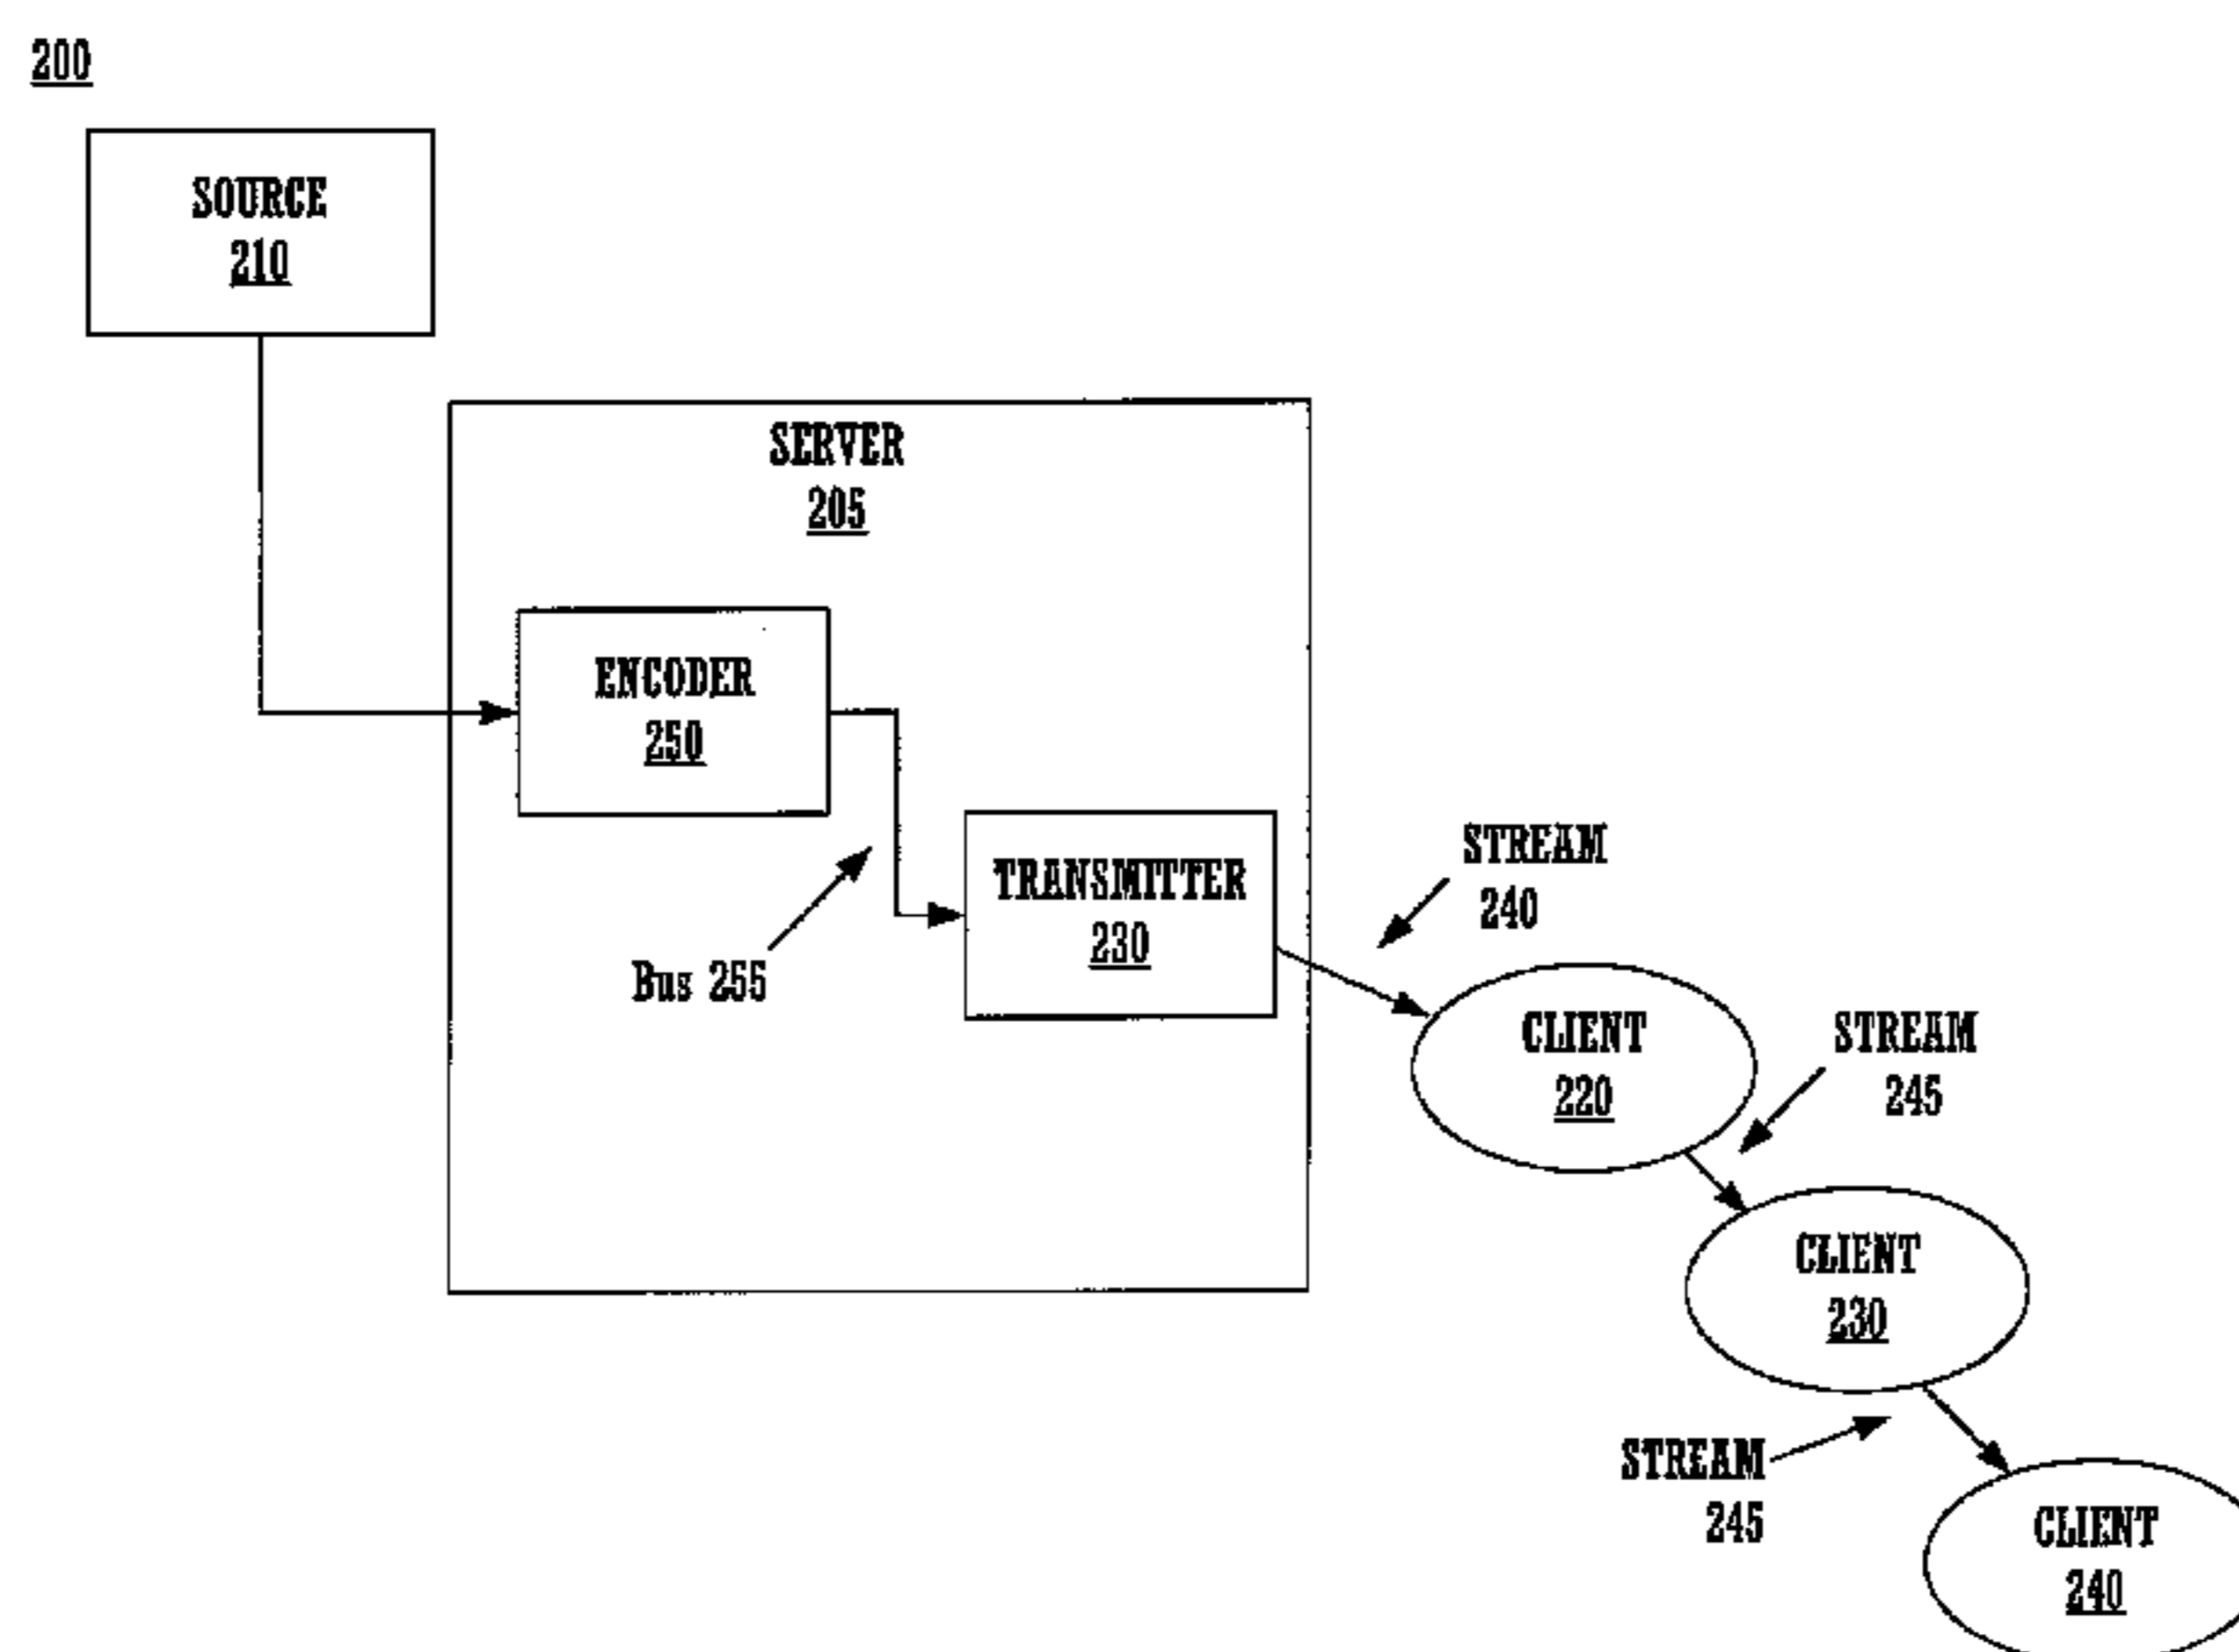 200
SOURCE
210
SERVER
205
ENCODER
250
Bus 255
TRANSMITTER
230
STREAM
240
CLIENT
220
STREAM
245
CLIENT
230
STREAM
245
CLIENT
240